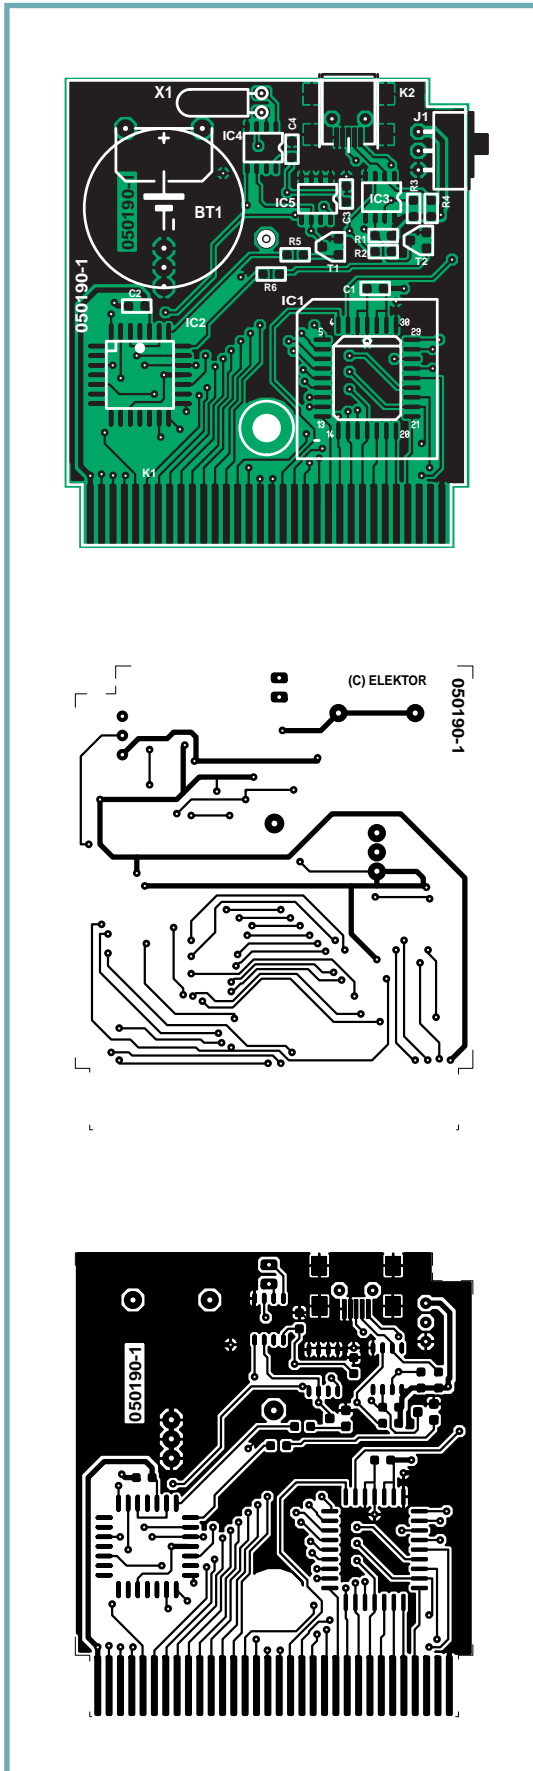 X1
K2
IC4
C4
J1
050190-1
BT1
IC5
C3
IC3
R3
R4
R1
R5
T1
R2
T2
R6
050190-1
C2
IC2
IC1
C1
5
4
30
29
13
14
20
21
K1
(C) ELEKTOR
050190-1
050190-1